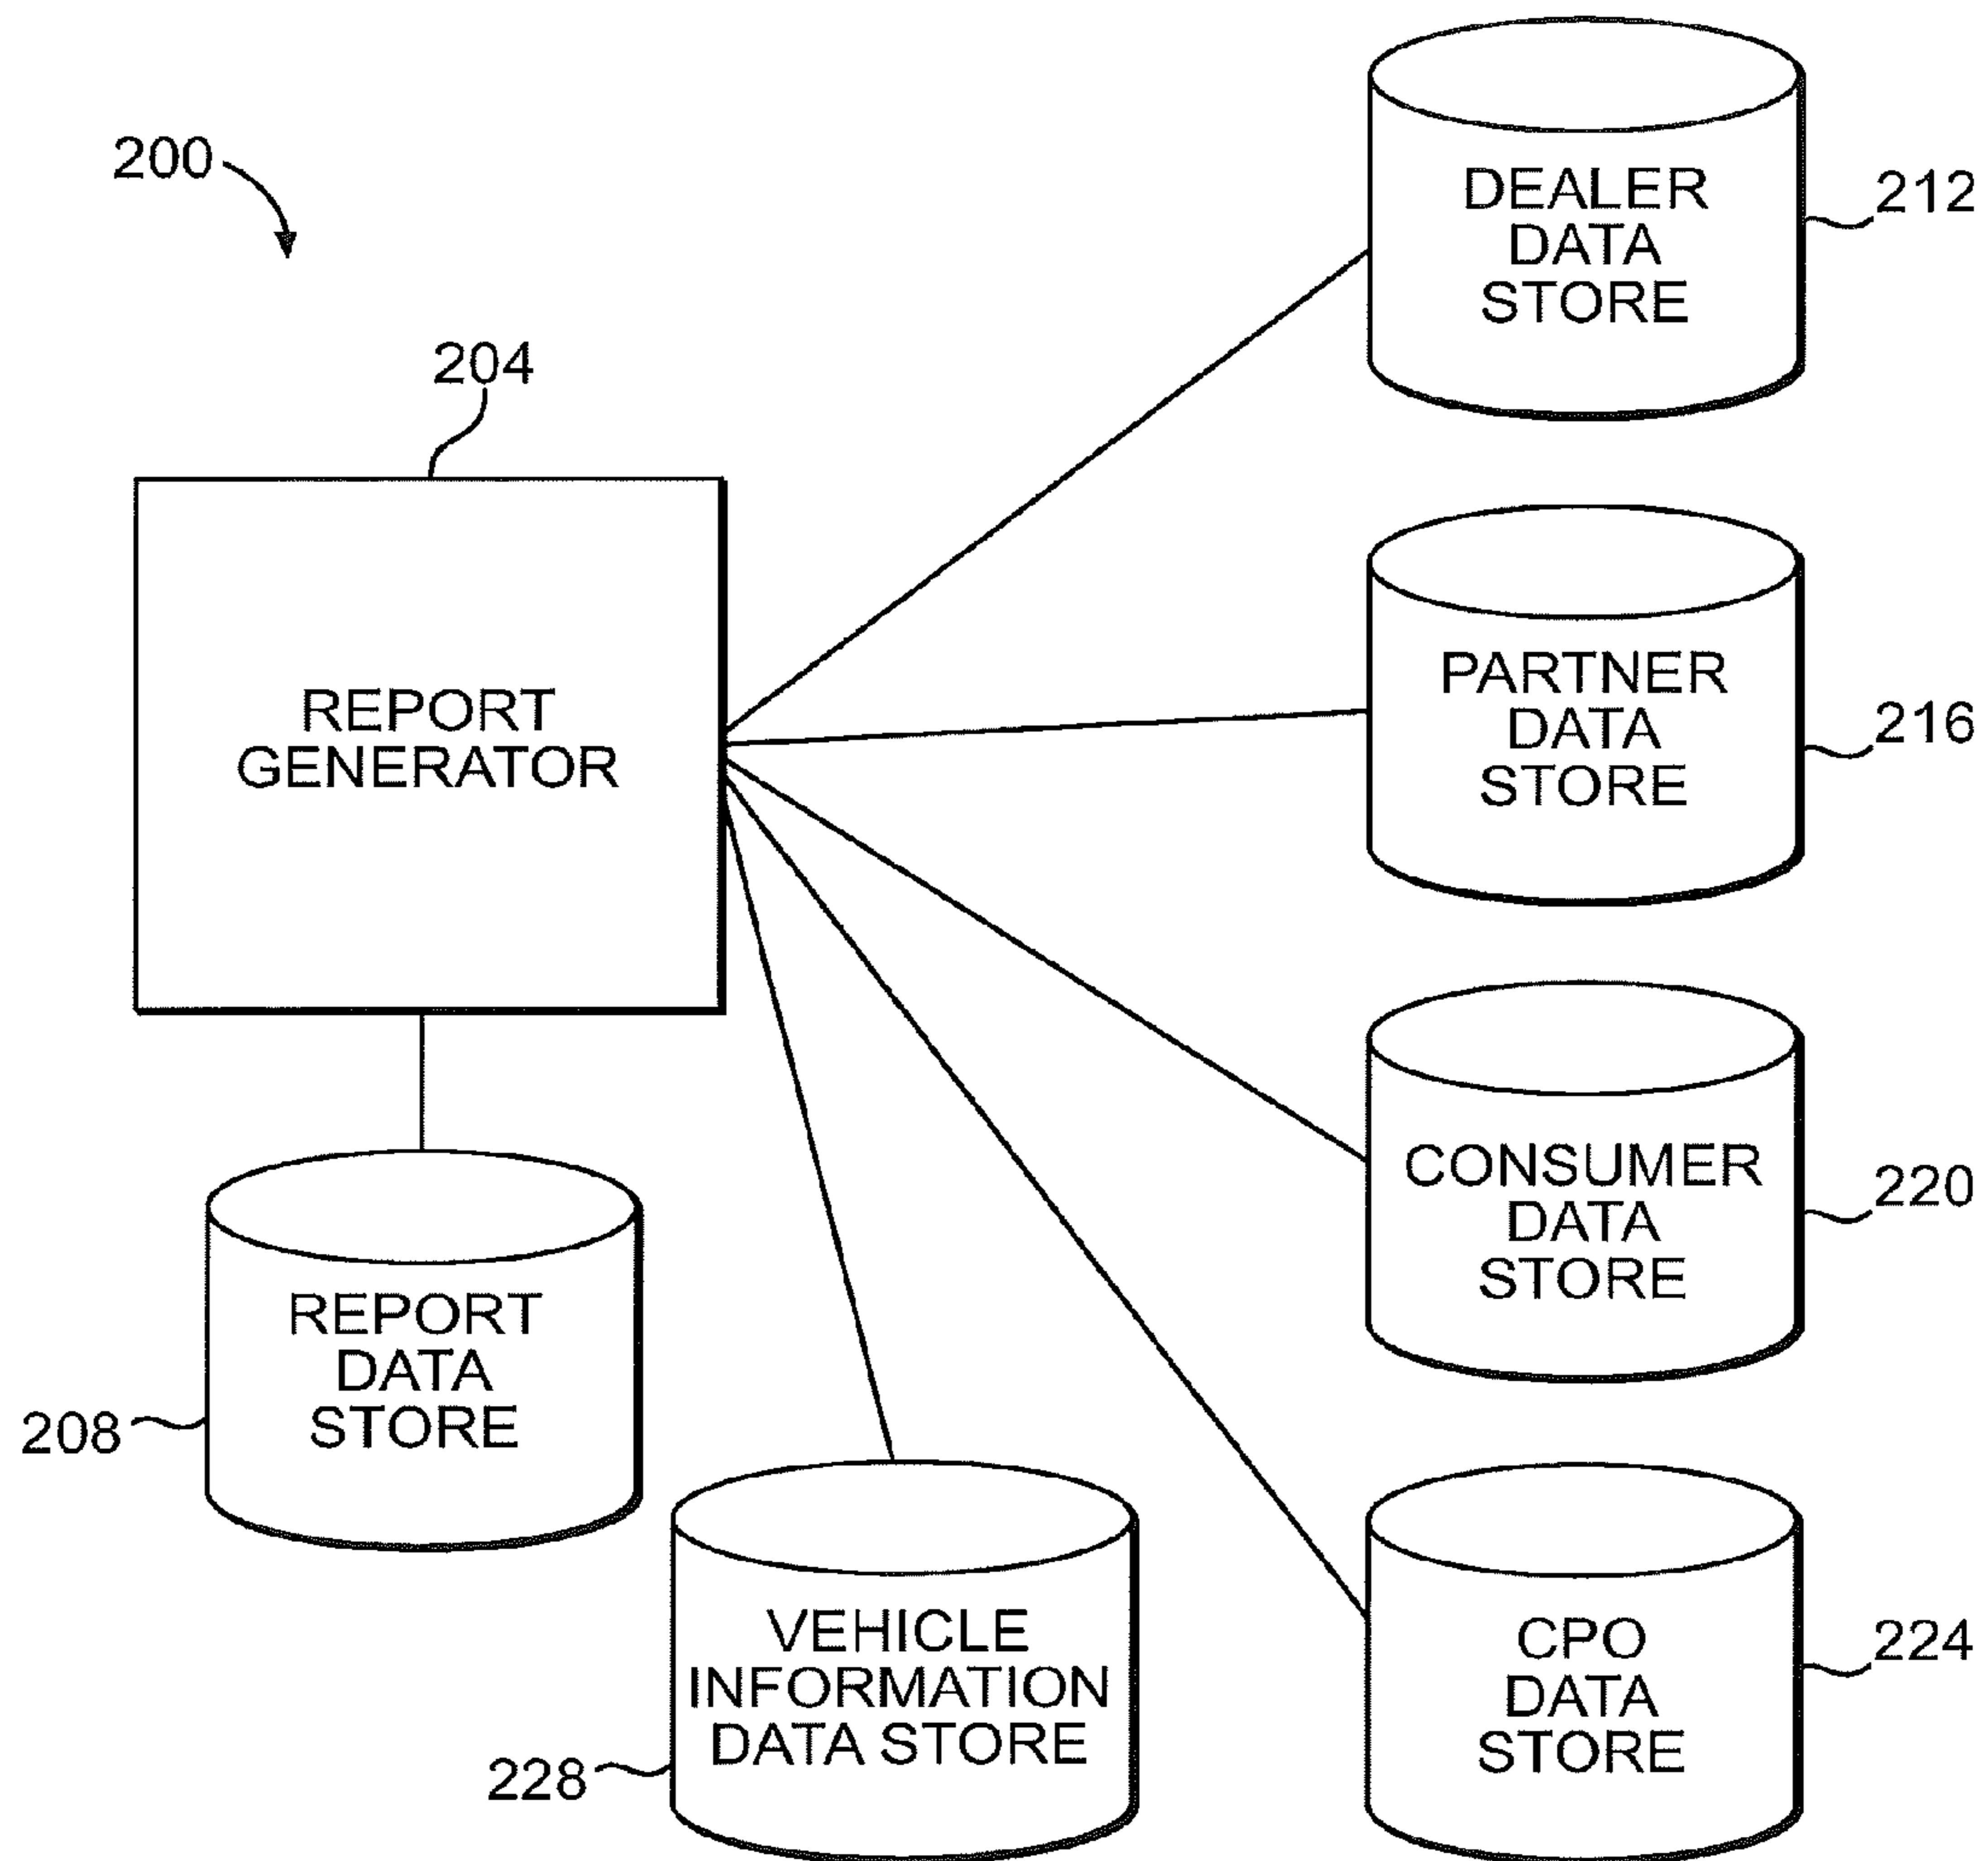 200
204
REPORT
GENERATOR
DEALER
DATA
STORE
212
PARTNER
DATA
STORE
216
CONSUMER
DATA
STORE
220
REPORT
DATA
STORE
208
VEHICLE
INFORMATION
DATA STORE
228
CPO
DATA
STORE
224